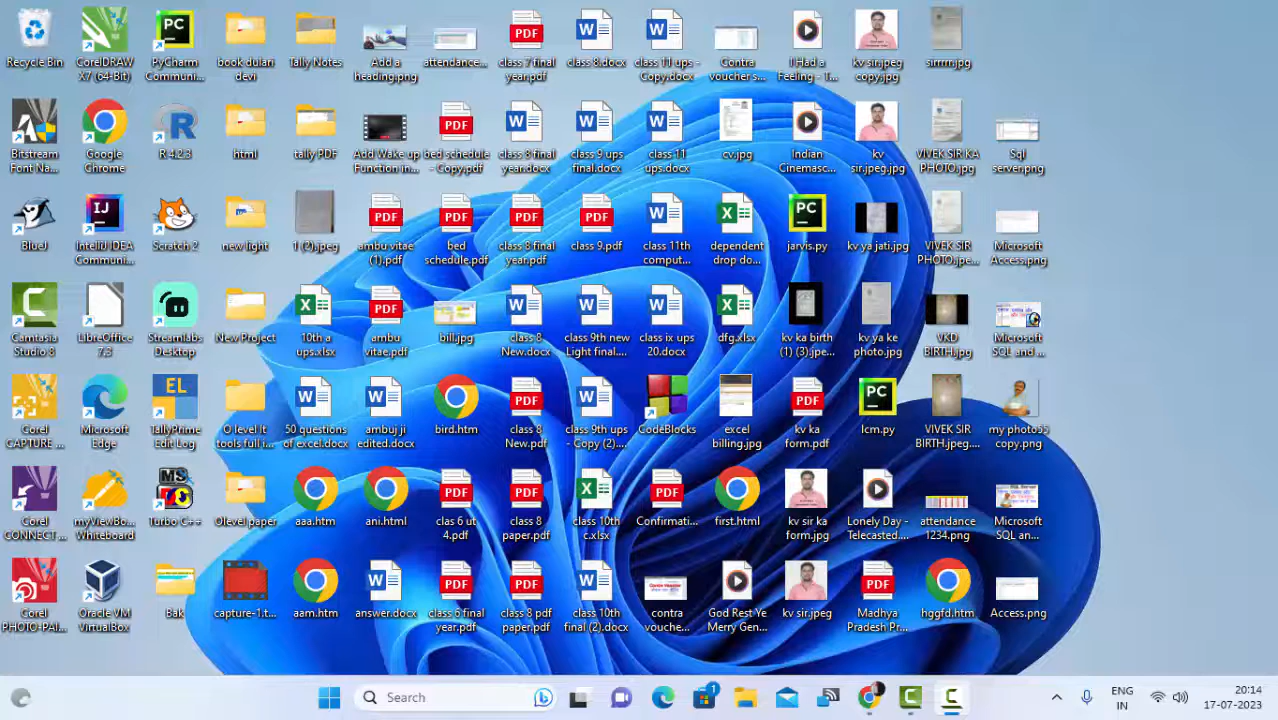 Recycle Bin
CorelDRAW X7 (64-Bit)
PyCharm Communi...
book dulari devi
Tally Notes
Add a heading.png
attendance...
class 7 final year.pdf
class 8.docx
class 11 ups - Copy.docx
Contra voucher s...
I Had a Feeling - T...
kv sir.jpeg copy.jpg
sirrrrr.jpg
Bitstream Font Na...
Google Chrome
R 4.2.3
html
tally PDF
Add Wake up Function in...
bed schedule - Copy.pdf
class 8 final year.docx
class 9 ups final.docx
class 11 ups.docx
cv.jpg
Indian Cinemasc...
kv sir.jpeg.jpg
VIVEK SIR KA PHOTO.jpg
Sql server.png
BlueJ
IntelliJ IDEA Communi...
Scratch 2
new light
1 (2).jpeg
ambu vitae (1).pdf
bed schedule.pdf
class 8 final year.pdf
class 9.pdf
class 11th comput...
dependent drop do...
jarvis.py
kv ya jati.jpg
VIVEK SIR PHOTO.jpe...
Microsoft Access.png
Camtasia Studio 8
LibreOffice 7.3
Streamlabs Desktop
New Project
10th a ups.xlsx
ambu vitae.pdf
bill.jpg
class 8 New.docx
class 9th new Light final....
class ix ups 20.docx
dfg.xlsx
kv ka birth (1) (3).jpe...
kv ya ke photo.jpg
VKD BIRTH.jpg
Microsoft SQL and ...
Corel CAPTURE ...
Microsoft Edge
TallyPrime Edit Log
O level It tools full i...
50 questions of excel.docx
ambuj ji edited.docx
bird.htm
class 8 New.pdf
class 9th ups - Copy (2)....
CodeBlocks
excel billing.jpg
kv ka form.pdf
lcm.py
VIVEK SIR BIRTH.jpeg....
my photo55 copy.png
Corel CONNECT ...
myViewBo... Whiteboard
Turbo C++
Olevel paper
aaa.htm
ani.html
clas 6 ut 4.pdf
class 8 paper.pdf
class 10th c.xlsx
Confirmati...
first.html
kv sir ka form.jpg
Lonely Day - Telecasted....
attendance 1234.png
Microsoft SQL an...
Corel PHOTO-PAI...
Oracle VM VirtualBox
Bak
capture-1.t...
aam.htm
answer.docx
class 6 final year.pdf
class 8 pdf paper.pdf
class 10th final (2).docx
contra vouche...
God Rest Ye Merry Gen...
kv sir.jpeg
Madhya Pradesh Pr...
hggfd.htm
Access.png
Search
ENG
IN
20:14
17-07-2023